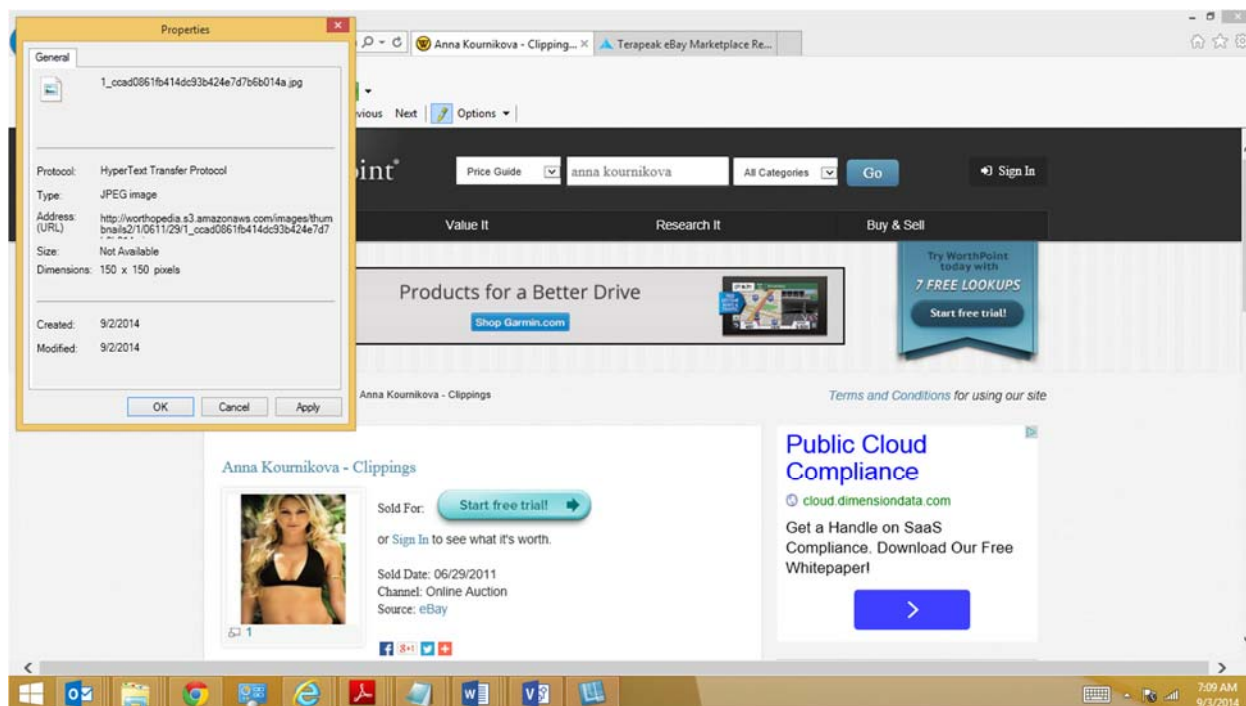 Properties
General
1_ccad0861fb414dc93b424e7d7b6b014a.jpg
Protocol: HyperText Transfer Protocol
Type: JPEG image
Address: (URL) http://worthopedia.s3.amazonaws.com/images/thum
bnails2/1/0611/29/1_ccad0861fb414dc93b424e7d7
Size: Not Available
Dimensions: 150 x 150 pixels
Created: 9/2/2014
Modified: 9/2/2014
OK Cancel Apply
Anna Kournikova - Clipping...
Terapeak eBay Marketplace Re...
vious Next Options
int
Price Guide anna kournikova All Categories Go Sign In
Value It Research It Buy & Sell
Products for a Better Drive
Shop Garmin.com
Try WorthPoint
today with
7 FREE LOOKUPS
Start free trial!
Anna Kournikova - Clippings
Terms and Conditions for using our site
Anna Kournikova - Clippings
Sold For: Start free trial!
or Sign In to see what it's worth.
Sold Date: 06/29/2011
Channel: Online Auction
Source: eBay
1
Public Cloud
Compliance
cloud.dimensiondata.com
Get a Handle on SaaS
Compliance. Download Our Free
Whitepaper!
7:09 AM
9/3/2014